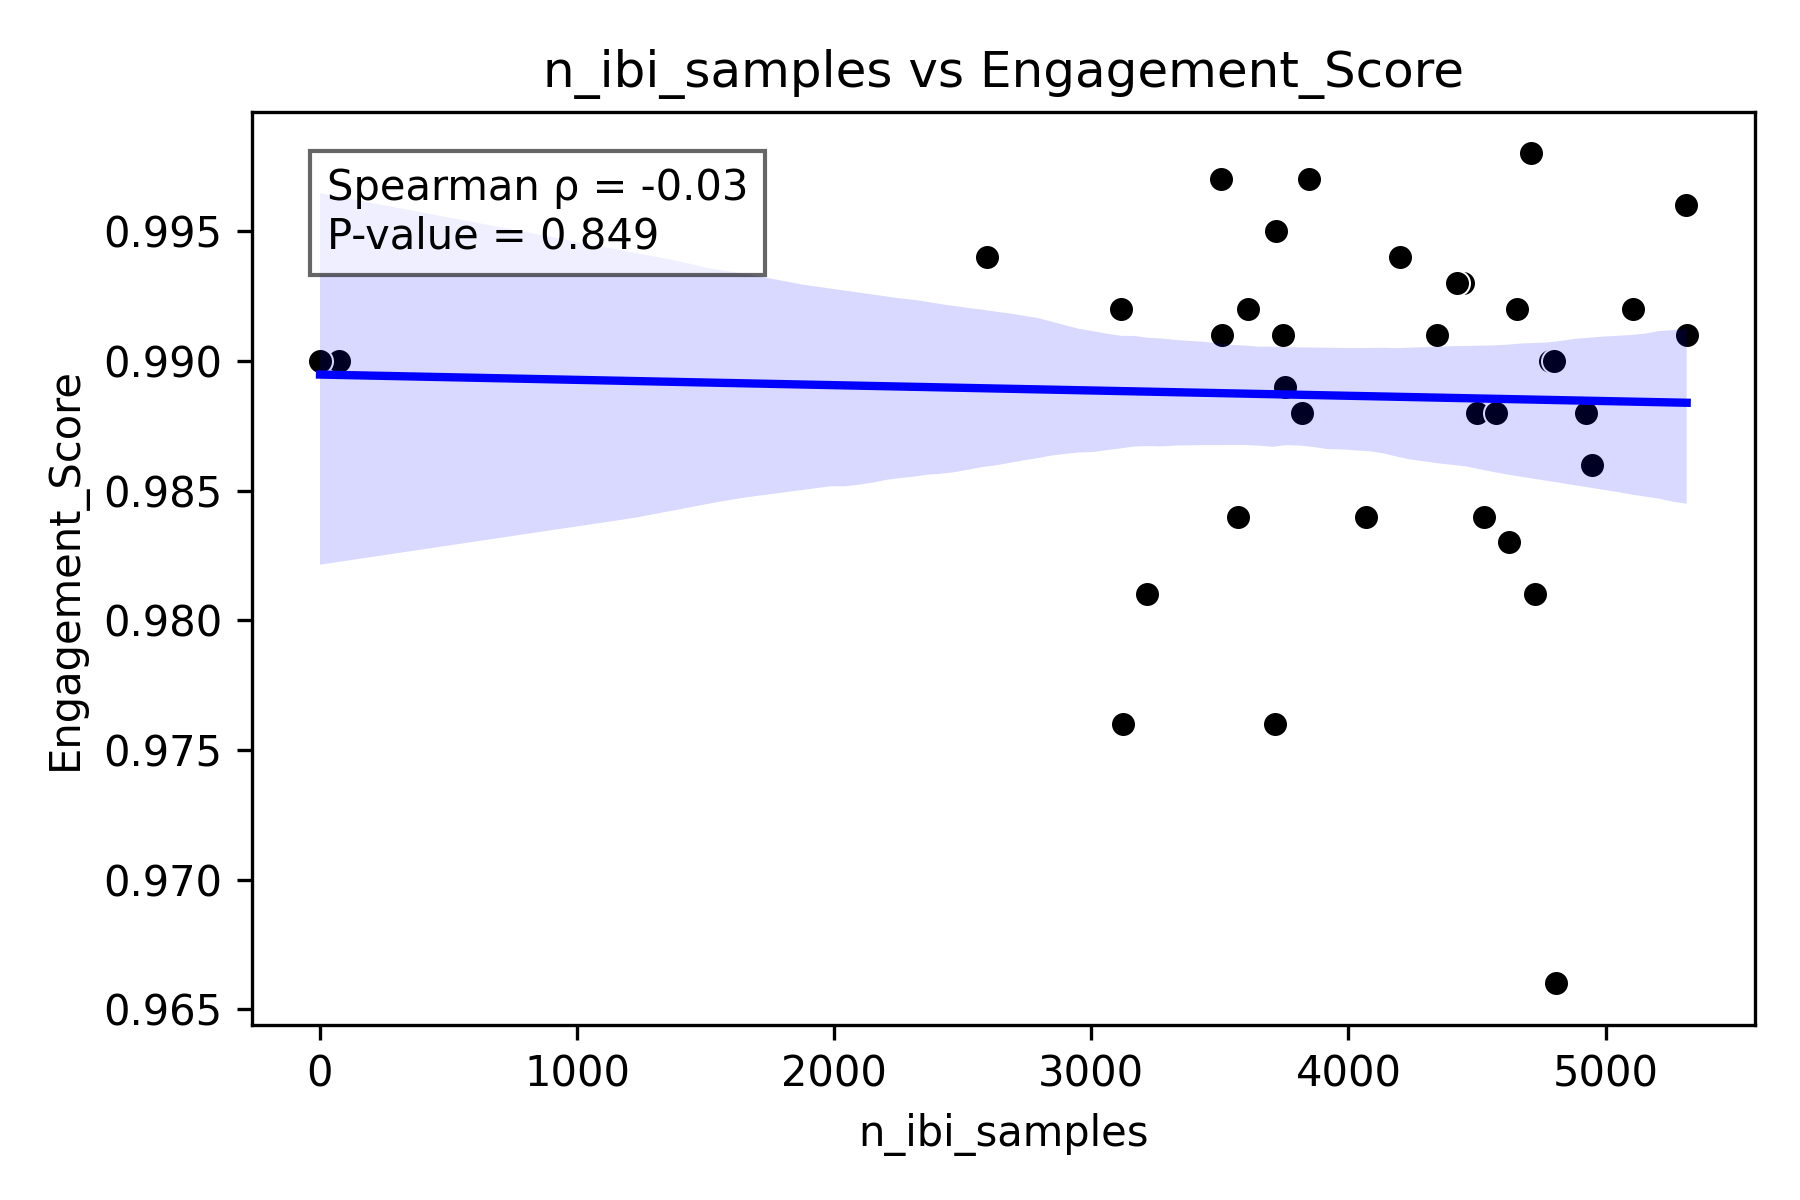 n_ibi_samples vs Engagement_Score
Spearman ρ = -0.03
P-value = 0.849
Engagement_Score
0.995
0.990
0.985
0.980
0.975
0.970
0.965
0 1000 2000 3000 4000 5000
n_ibi_samples